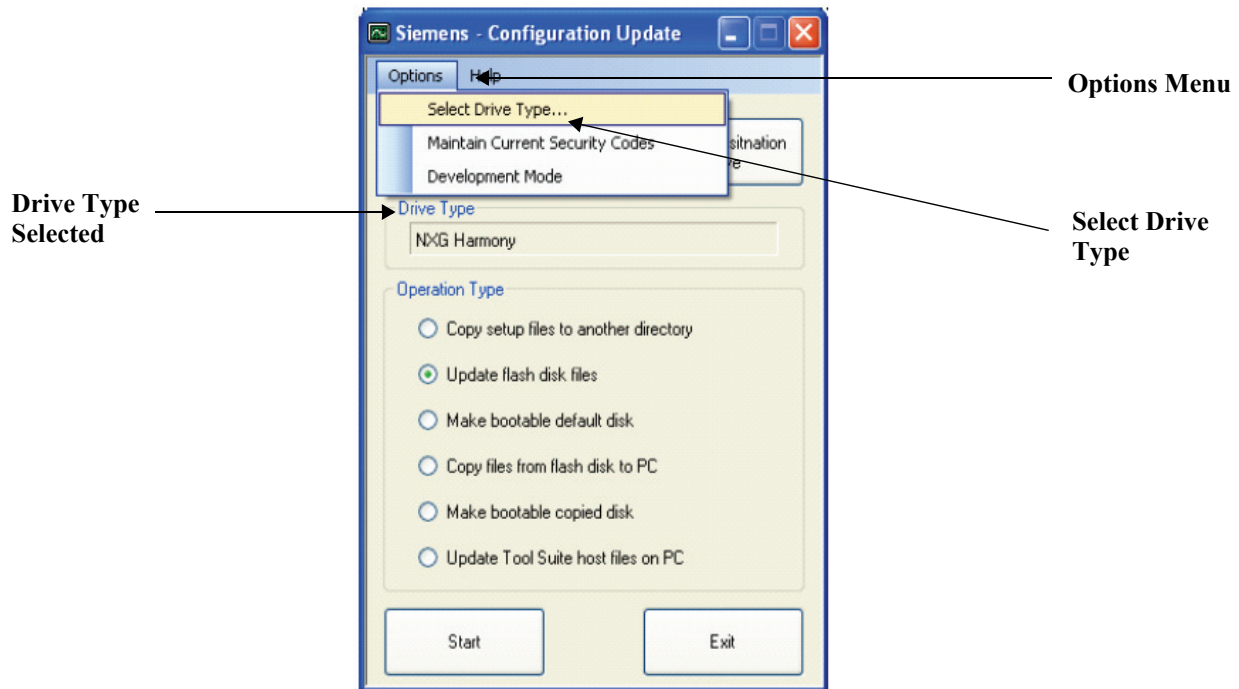 Siemens - Configuration Update
Options Help
Options Menu
Select Drive Type...
Maintain Current Security Codes
sitnation
Development Mode
Drive Type
Selected
Drive Type
NXG Harmony
Select Drive
Type
Operation Type
Copy setup files to another directory
Update flash disk files
Make bootable default disk
Copy files from flash disk to PC
Make bootable copied disk
Update Tool Suite host files on PC
Start
Exit